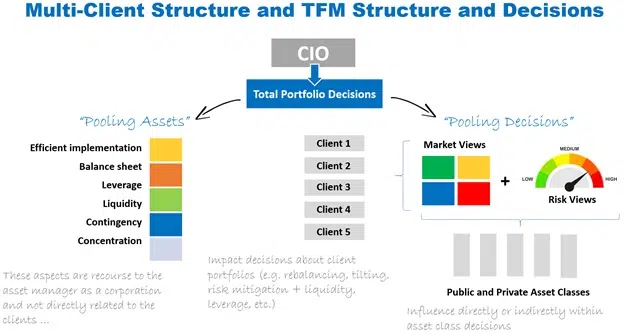 Multi-Client Structure and TFM Structure and Decisions
CIO
Total Portfolio Decisions
"Pooling Assets"
"Pooling Decisions"
Efficient implementation
Balance sheet
Leverage
Liquidity
Contingency
Concentration
These aspects are recourse to the
asset manager as a corporation
and not directly related to the
clients ...
Client 1
Client 2
Client 3
Client 4
Client 5
Impact decisions about client
portfolios (e.g. rebalancing, tilting,
risk mitigation + liquidity,
leverage, etc.)
Market Views
+
LOW
MEDIUM
HIGH
Risk Views
Public and Private Asset Classes
Influence directly or indirectly within
asset class decisions